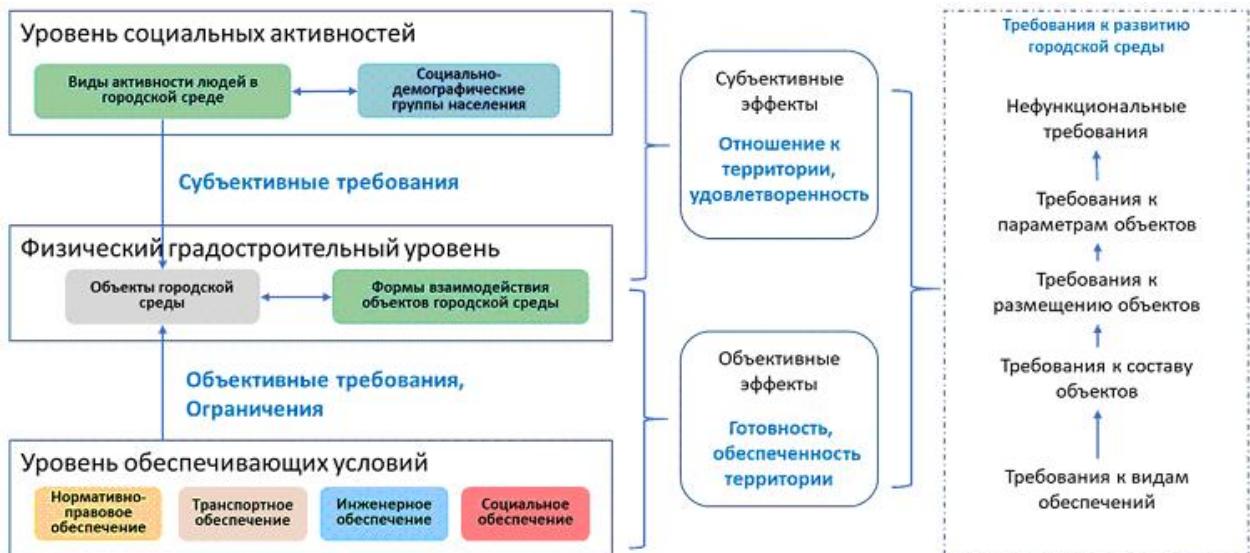 Уровень социальных активностей
Виды активности людей в
городской среде
Социально-
демографические
группы населения
Субъективные требования
Физический градостроительный уровень
Объекты городской
среды
Формы взаимодействия
объектов городской среды
Объективные требования,
Ограничения
Уровень обеспечивающих условий
Нормативно-
правовое
обеспечение
Транспортное
обеспечение
Инженерное
обеспечение
Социальное
обеспечение
Субъективные
эффекты
Отношение к
территории,
удовлетворенность
Объективные
эффекты
Готовность,
обеспеченность
территории
Требования к развитию
городской среды
Нефункциональные
требования
Требования к
параметрам объектов
Требования к
размещению объектов
Требования к составу
объектов
Требования к видам
обеспечений